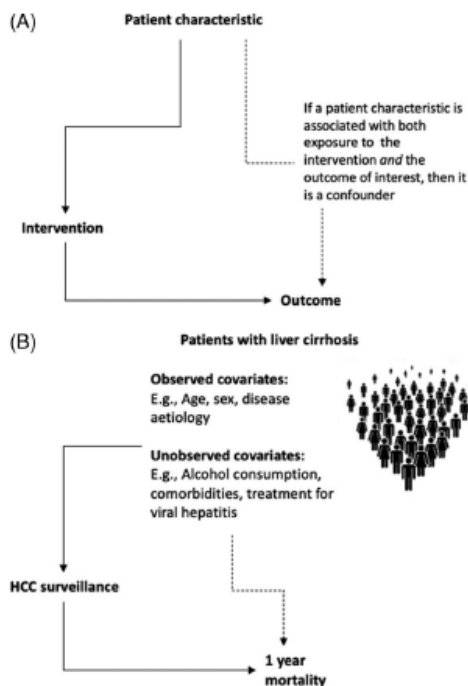 (A)
Patient characteristic
If a patient characteristic is
associated with both
exposure to the
intervention and the
outcome of interest, then it
is a confounder
Intervention
Outcome
(B)
Patients with liver cirrhosis
Observed covariates:
E.g., Age, sex, disease
aetiology
Unobserved covariates:
E.g., Alcohol consumption,
comorbidities, treatment for
viral hepatitis
HCC surveillance
1 year
mortality